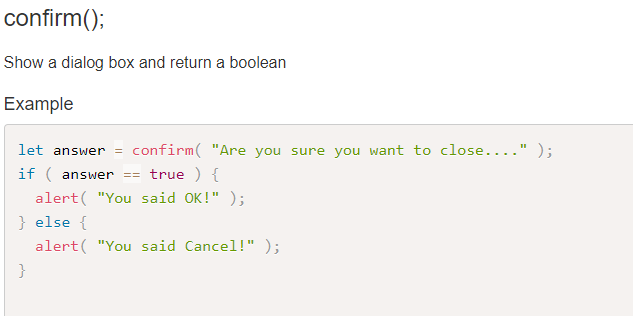 confirm();
Show a dialog box and return a boolean
Example
let answer = confirm( "Are you sure you want to close...." );
if ( answer == true ) {
  alert( "You said OK!" );
} else {
  alert( "You said Cancel!" );
}